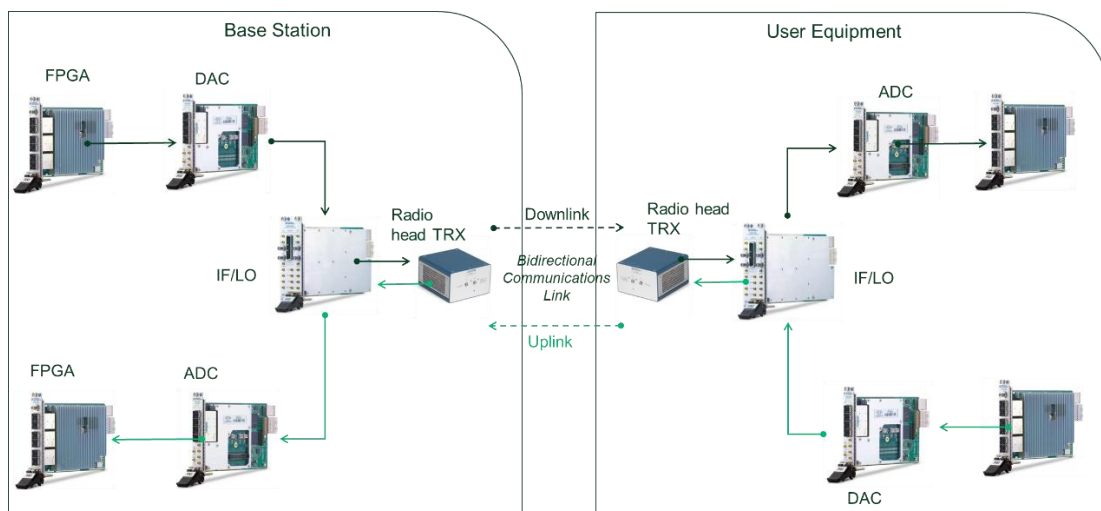 Base Station
User Equipment
FPGA
DAC
ADC
Radio
head TRX
Downlink
Radio head
TRX
Bidirectional
Communications
Link
IF/LO
IF/LO
Uplink
FPGA
ADC
DAC